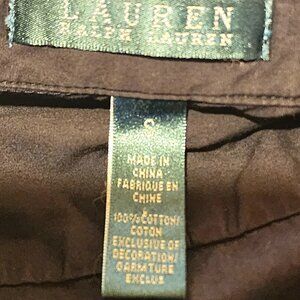 LAUREN
RALPH LAUREN
MADE IN
CHINA
FABRIQUE EN
CHINE
100% COTTON/
COTON
EXCLUSIVE OF
DECORATION/
GARNITURE
EXCLUE